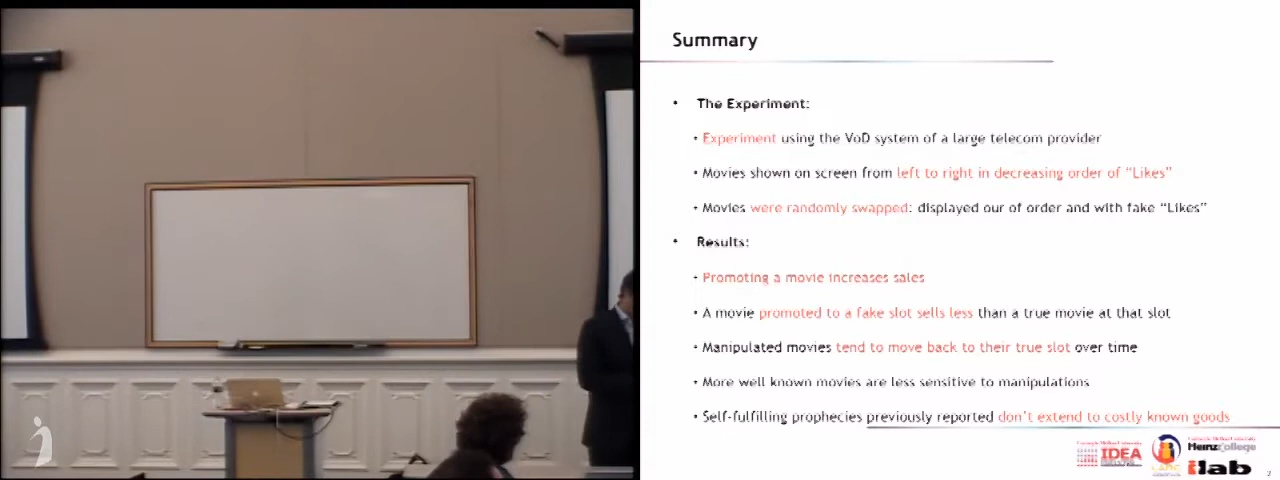 Summary
• The Experiment:
• Experiment using the VoD system of a large telecom provider
• Movies shown on screen from left to right in decreasing order of “Likes”
• Movies were randomly swapped: displayed our of order and with fake “Likes”
• Results:
• Promoting a movie increases sales
• A movie promoted to a fake slot sells less than a true movie at that slot
• Manipulated movies tend to move back to their true slot over time
• More well known movies are less sensitive to manipulations
• Self-fulfilling prophecies previously reported don’t extend to costly known goods
IDEA
HeinzCollege
ilab